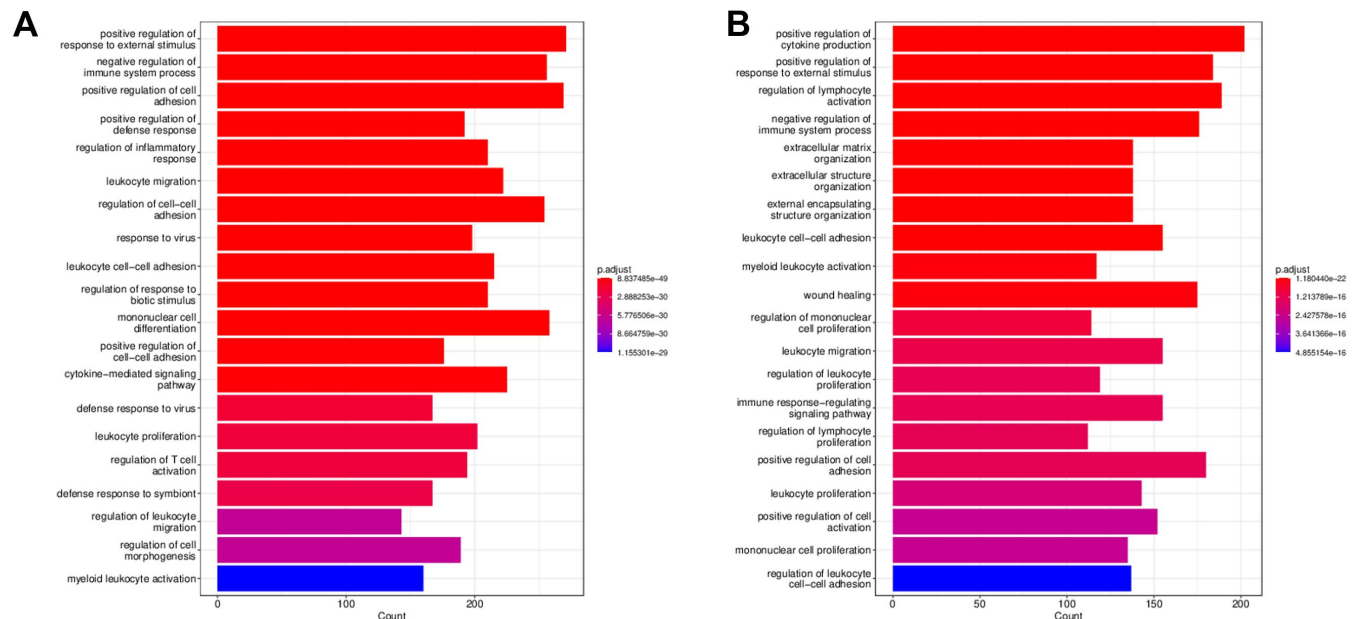 A
positive regulation of
response to external stimulus
negative regulation of
immune system process
positive regulation of cell
adhesion
positive regulation of
defense response
regulation of inflammatory
response
leukocyte migration
regulation of cell−cell
adhesion
response to virus
leukocyte cell−cell adhesion
regulation of response to
biotic stimulus
mononuclear cell
differentiation
positive regulation of
cell−cell adhesion
cytokine−mediated signaling
pathway
defense response to virus
leukocyte proliferation
regulation of T cell
activation
defense response to symbiont
regulation of leukocyte
migration
regulation of cell
morphogenesis
myeloid leukocyte activation
0 100 200
Count
p.adjust
8.837485e−49
2.888253e−30
5.776506e−30
8.664759e−30
1.155301e−29
B
positive regulation of
cytokine production
positive regulation of
response to external stimulus
regulation of lymphocyte
activation
negative regulation of
immune system process
extracellular matrix
organization
extracellular structure
organization
external encapsulating
structure organization
leukocyte cell−cell adhesion
myeloid leukocyte activation
wound healing
regulation of mononuclear
cell proliferation
leukocyte migration
regulation of leukocyte
proliferation
immune response−regulating
signaling pathway
regulation of lymphocyte
proliferation
positive regulation of cell
adhesion
leukocyte proliferation
positive regulation of cell
activation
mononuclear cell proliferation
regulation of leukocyte
cell−cell adhesion
0 50 100 150 200
Count
p.adjust
1.180440e−22
1.213789e−16
2.427578e−16
3.641366e−16
4.855154e−16